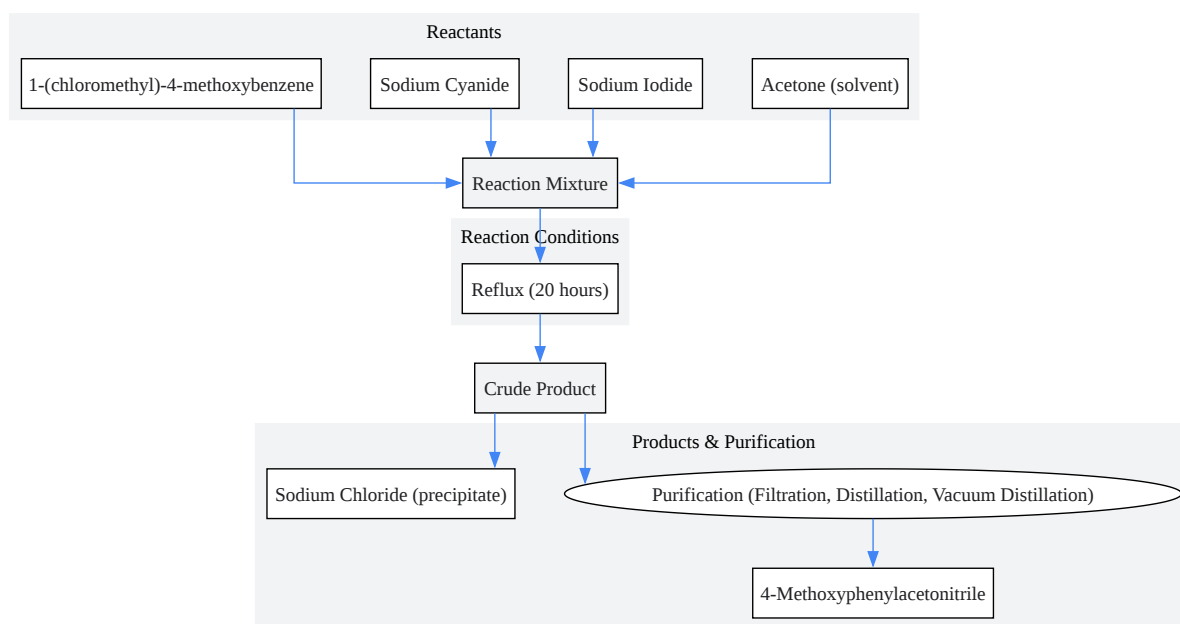 Reactants
1-(chloromethyl)-4-methoxybenzene
Sodium Cyanide
Sodium Iodide
Acetone (solvent)
Reaction Mixture
Reaction Conditions
Reflux (20 hours)
Crude Product
Products & Purification
Sodium Chloride (precipitate)
Purification (Filtration, Distillation, Vacuum Distillation)
4-Methoxyphenylacetonitrile